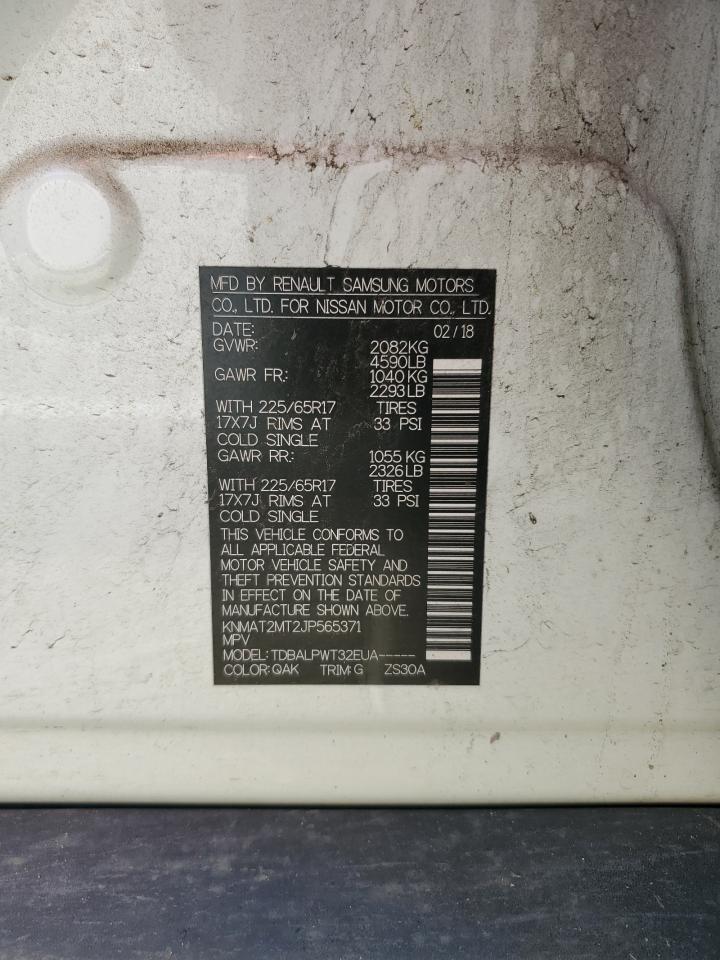 MFD BY RENAULT SAMSUNG MOTORS
CO., LTD. FOR NISSAN MOTOR CO., LTD.
DATE: 02/18
GVWR: 2082KG
4590LB
GAWR FR.: 1040KG
2293LB
WITH 225/65R17 TIRES
17X7J RIMS AT 33 PSI
COLD SINGLE
GAWR RR.: 1055KG
2326LB
WITH 225/65R17 TIRES
17X7J RIMS AT 33 PSI
COLD SINGLE
THIS VEHICLE CONFORMS TO
ALL APPLICABLE FEDERAL
MOTOR VEHICLE SAFETY AND
THEFT PREVENTION STANDARDS
IN EFFECT ON THE DATE OF
MANUFACTURE SHOWN ABOVE.
KNMAT2MT2JP565371
MPV
MODEL: TDBALPWT32EUA-----
COLOR: QAK TRIM: G ZS30A